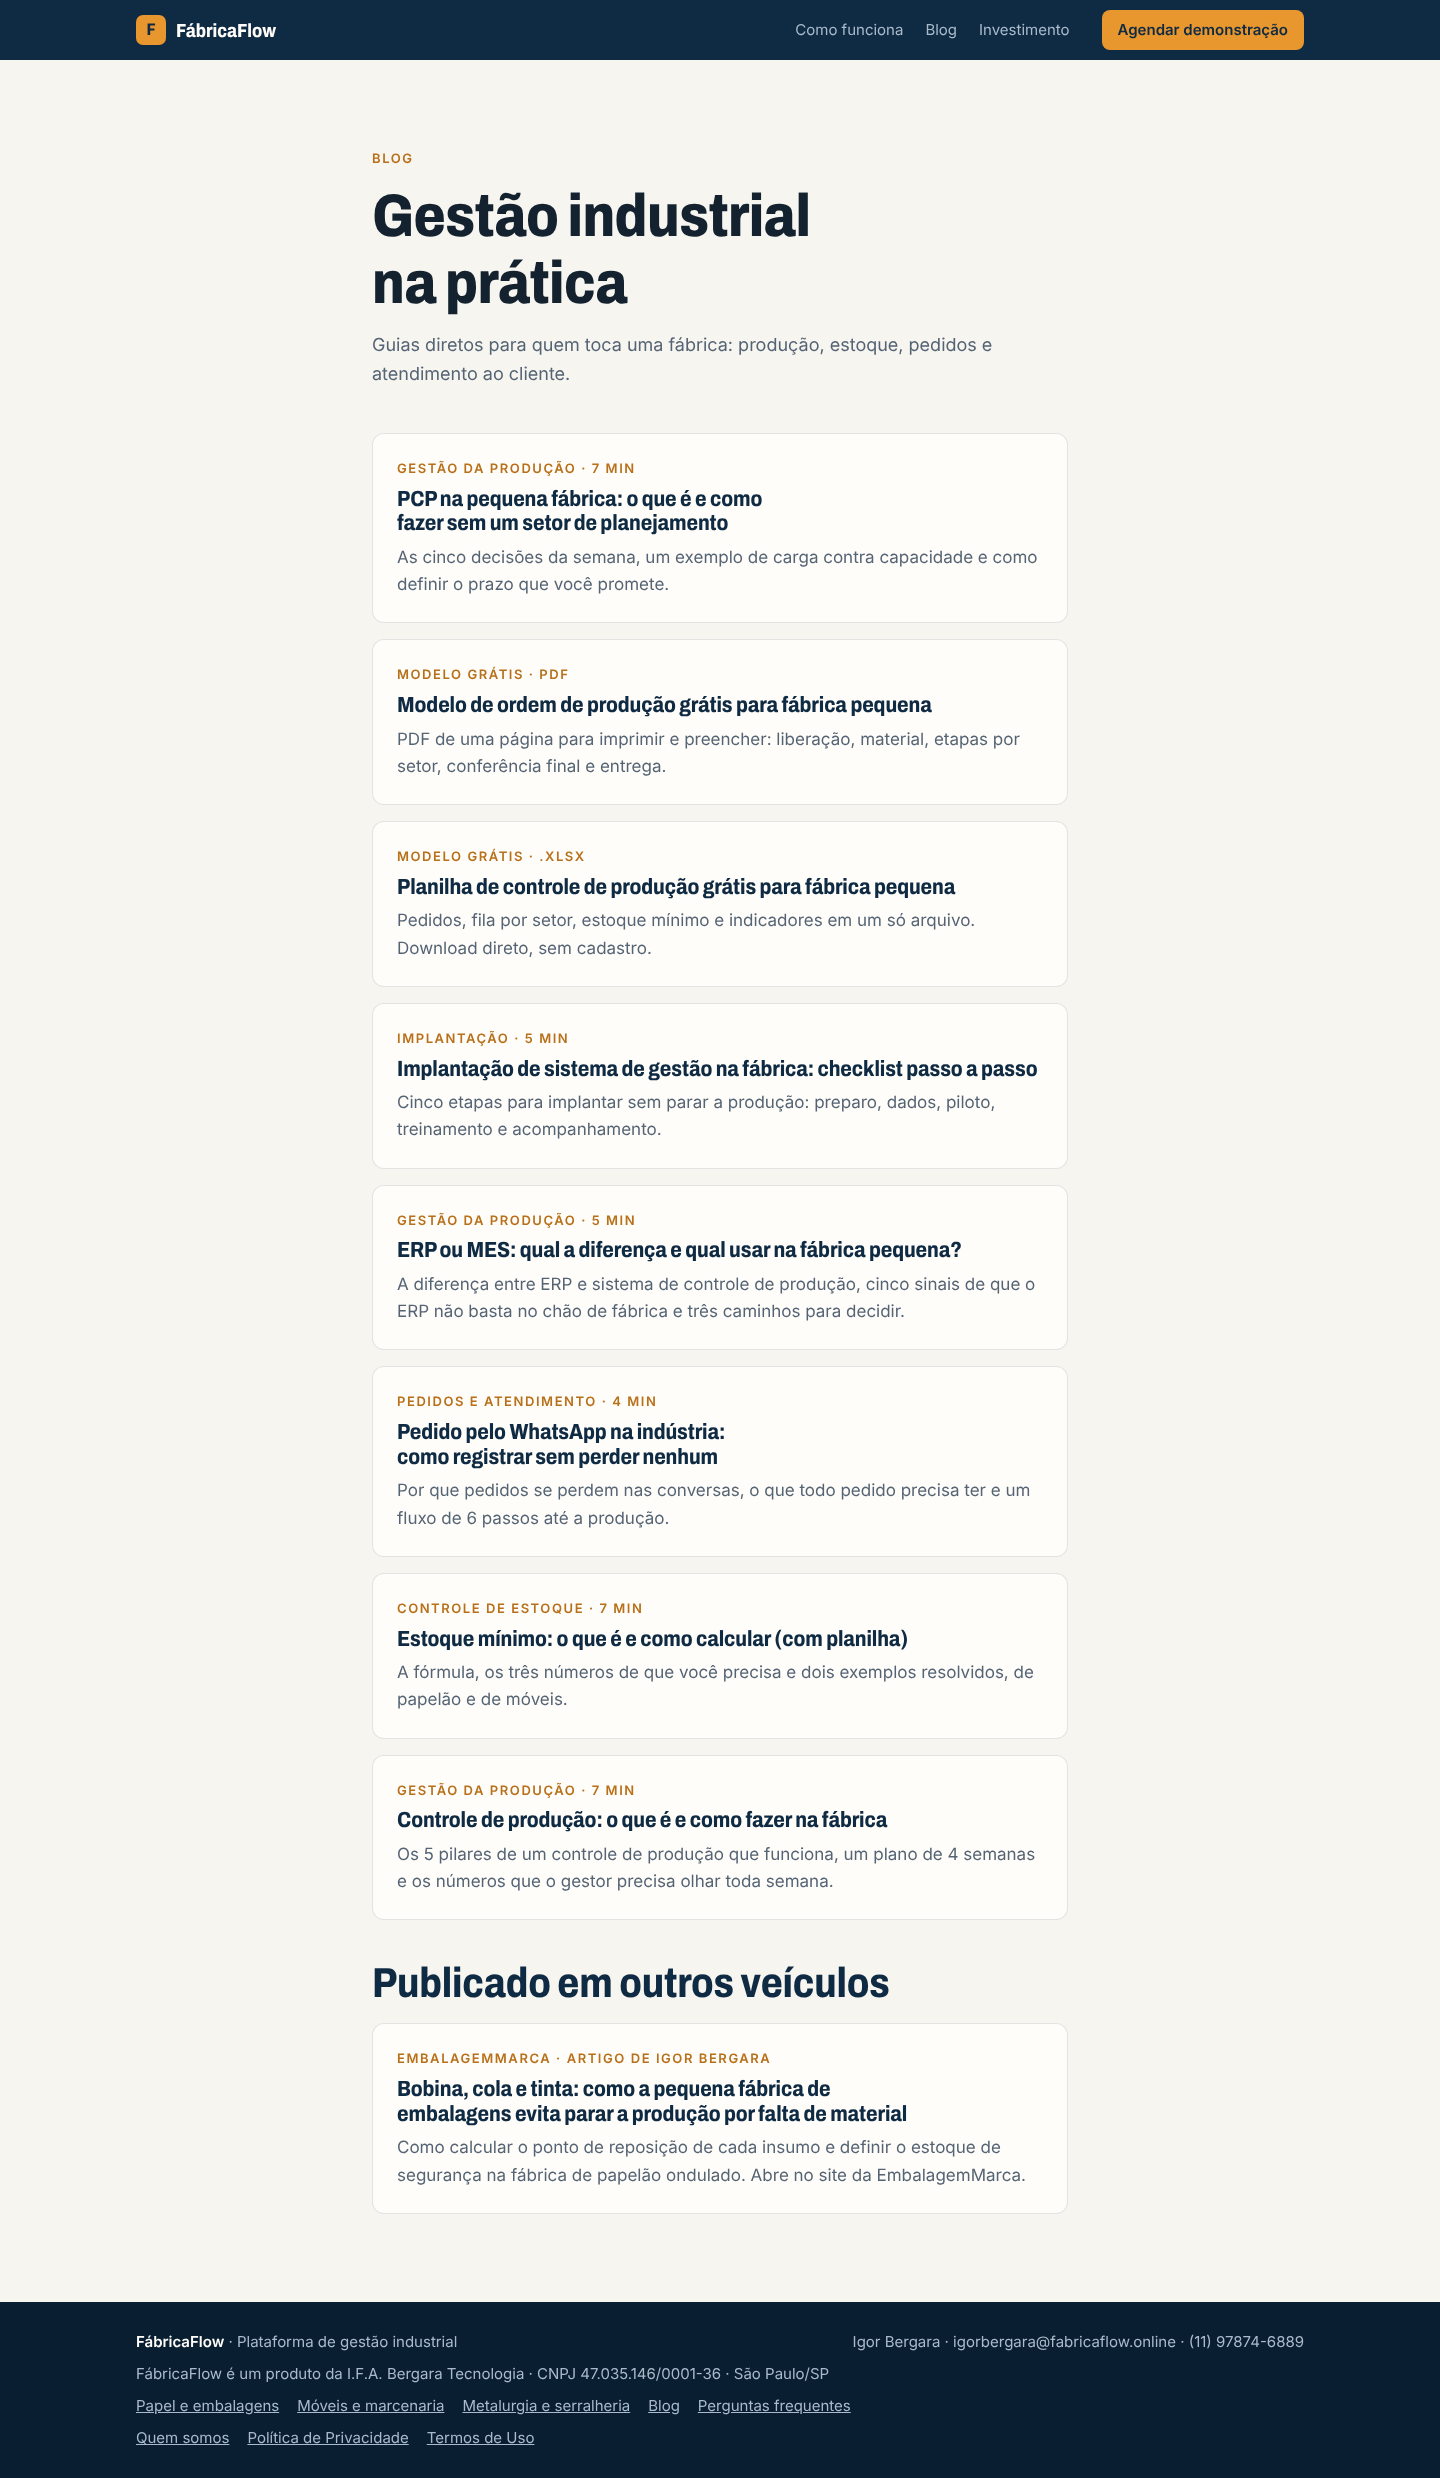 F FábricaFlow Como funciona Blog Investimento Agendar demonstração
BLOG
Gestão industrial
na prática
Guias diretos para quem toca uma fábrica: produção, estoque, pedidos e
atendimento ao cliente.
GESTÃO DA PRODUÇÃO · 7 MIN
PCP na pequena fábrica: o que é e como
fazer sem um setor de planejamento
As cinco decisões da semana, um exemplo de carga contra capacidade e como
definir o prazo que você promete.
MODELO GRÁTIS · PDF
Modelo de ordem de produção grátis para fábrica pequena
PDF de uma página para imprimir e preencher: liberação, material, etapas por
setor, conferência final e entrega.
MODELO GRÁTIS · .XLSX
Planilha de controle de produção grátis para fábrica pequena
Pedidos, fila por setor, estoque mínimo e indicadores em um só arquivo.
Download direto, sem cadastro.
IMPLANTAÇÃO · 5 MIN
Implantação de sistema de gestão na fábrica: checklist passo a passo
Cinco etapas para implantar sem parar a produção: preparo, dados, piloto,
treinamento e acompanhamento.
GESTÃO DA PRODUÇÃO · 5 MIN
ERP ou MES: qual a diferença e qual usar na fábrica pequena?
A diferença entre ERP e sistema de controle de produção, cinco sinais de que o
ERP não basta no chão de fábrica e três caminhos para decidir.
PEDIDOS E ATENDIMENTO · 4 MIN
Pedido pelo WhatsApp na indústria:
como registrar sem perder nenhum
Por que pedidos se perdem nas conversas, o que todo pedido precisa ter e um
fluxo de 6 passos até a produção.
CONTROLE DE ESTOQUE · 7 MIN
Estoque mínimo: o que é e como calcular (com planilha)
A fórmula, os três números de que você precisa e dois exemplos resolvidos, de
papelão e de móveis.
GESTÃO DA PRODUÇÃO · 7 MIN
Controle de produção: o que é e como fazer na fábrica
Os 5 pilares de um controle de produção que funciona, um plano de 4 semanas
e os números que o gestor precisa olhar toda semana.
Publicado em outros veículos
EMBALAGEMMARCA · ARTIGO DE IGOR BERGARA
Bobina, cola e tinta: como a pequena fábrica de
embalagens evita parar a produção por falta de material
Como calcular o ponto de reposição de cada insumo e definir o estoque de
segurança na fábrica de papelão ondulado. Abre no site da EmbalagemMarca.
FábricaFlow · Plataforma de gestão industrial Igor Bergara · igorbergara@fabricaflow.online · (11) 97874-6889
FábricaFlow é um produto da I.F.A. Bergara Tecnologia · CNPJ 47.035.146/0001-36 · São Paulo/SP
Papel e embalagens Móveis e marcenaria Metalurgia e serralheria Blog Perguntas frequentes
Quem somos Política de Privacidade Termos de Uso